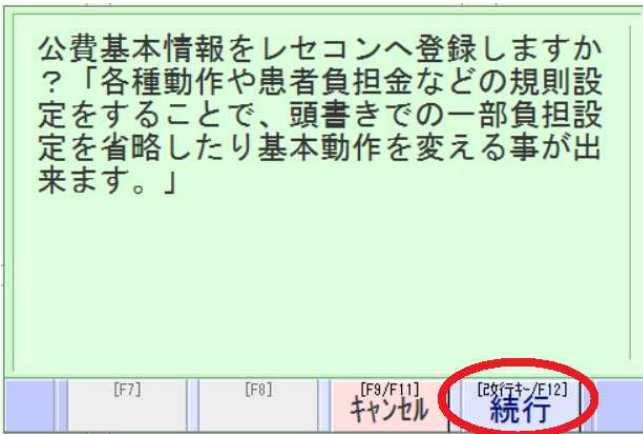 公費基本情報をレセコンへ登録しますか
?「各種動作や患者負担金などの規則設
定をすることで、頭書きでの一部負担設
定を省略したり基本動作を変える事が出
来ます。」
[F7]
[F8]
[F9/F11]
キャンセル
[改行キー/F12]
続行